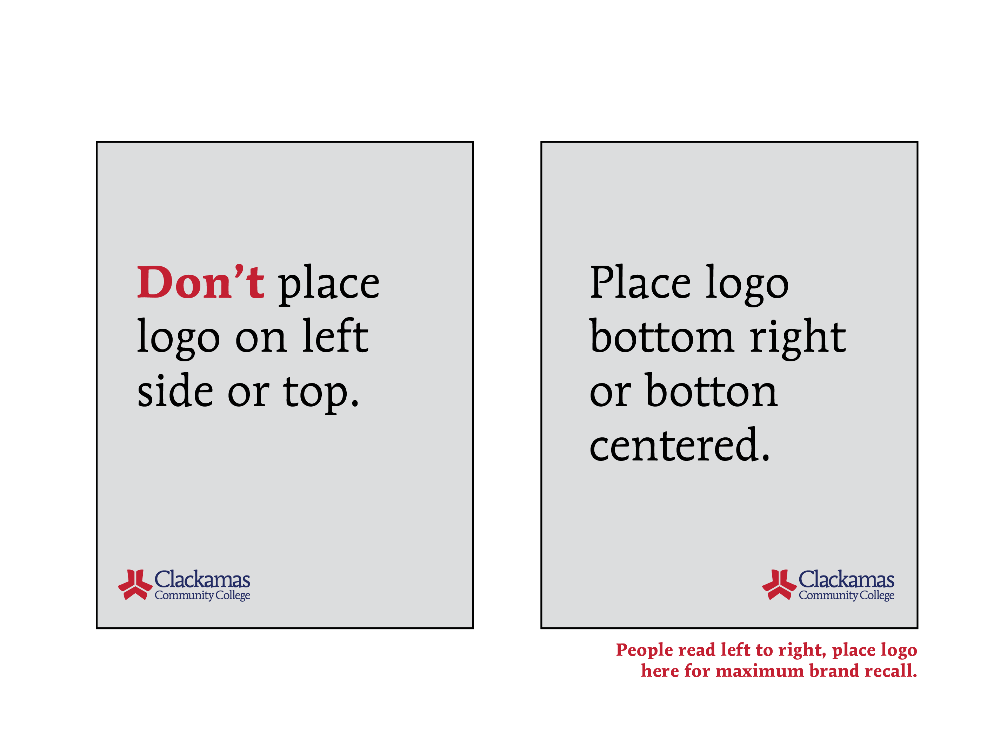 Don’t place
logo on left
side or top.
Clackamas
Community College
Place logo
bottom right
or botton
centered.
Clackamas
Community College
People read left to right, place logo
here for maximum brand recall.